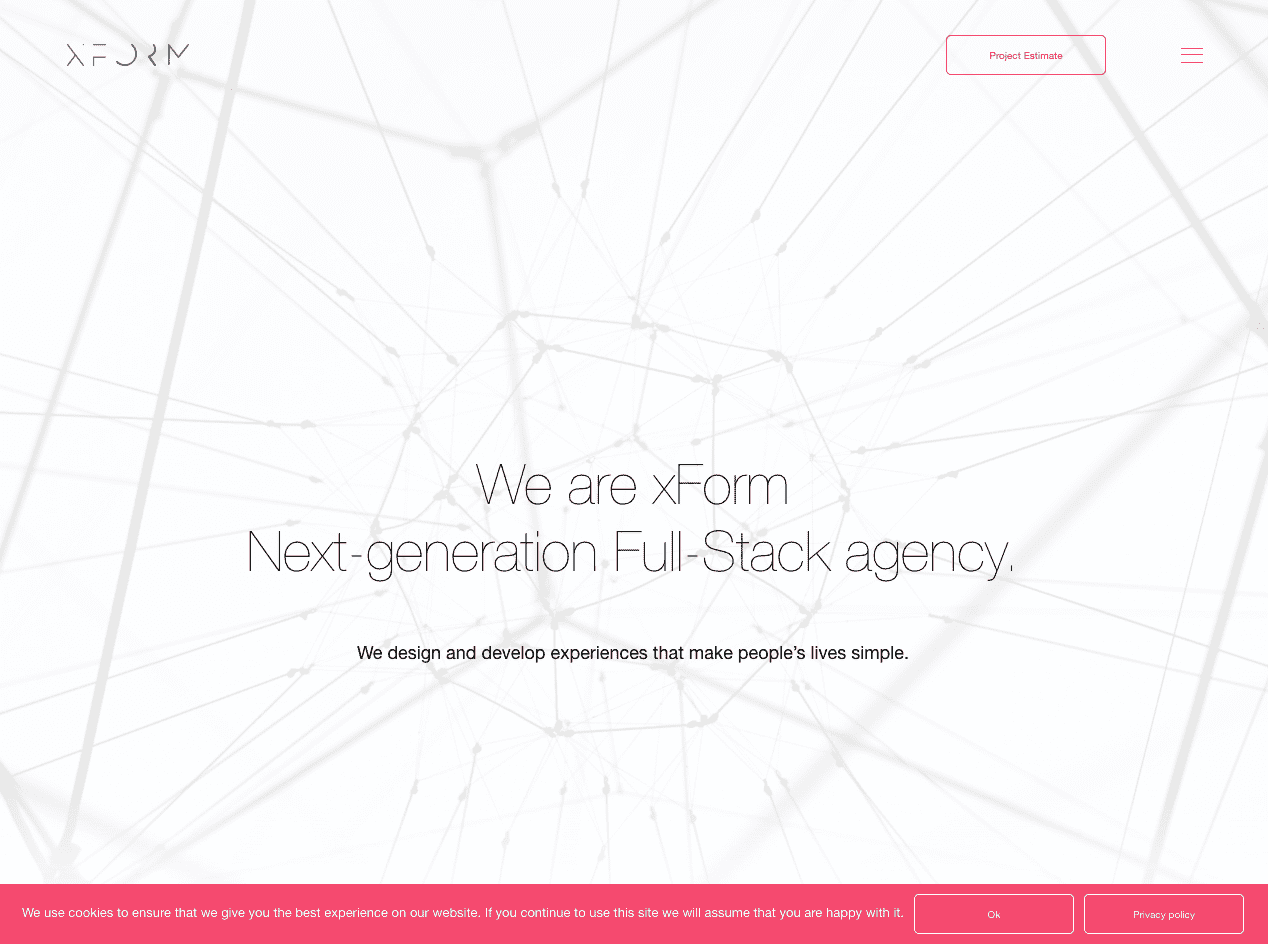 XFORM
Project Estimate
We are xForm
Next-generation Full-Stack agency.
We design and develop experiences that make people’s lives simple.
We use cookies to ensure that we give you the best experience on our website. If you continue to use this site we will assume that you are happy with it.
Ok
Privacy policy